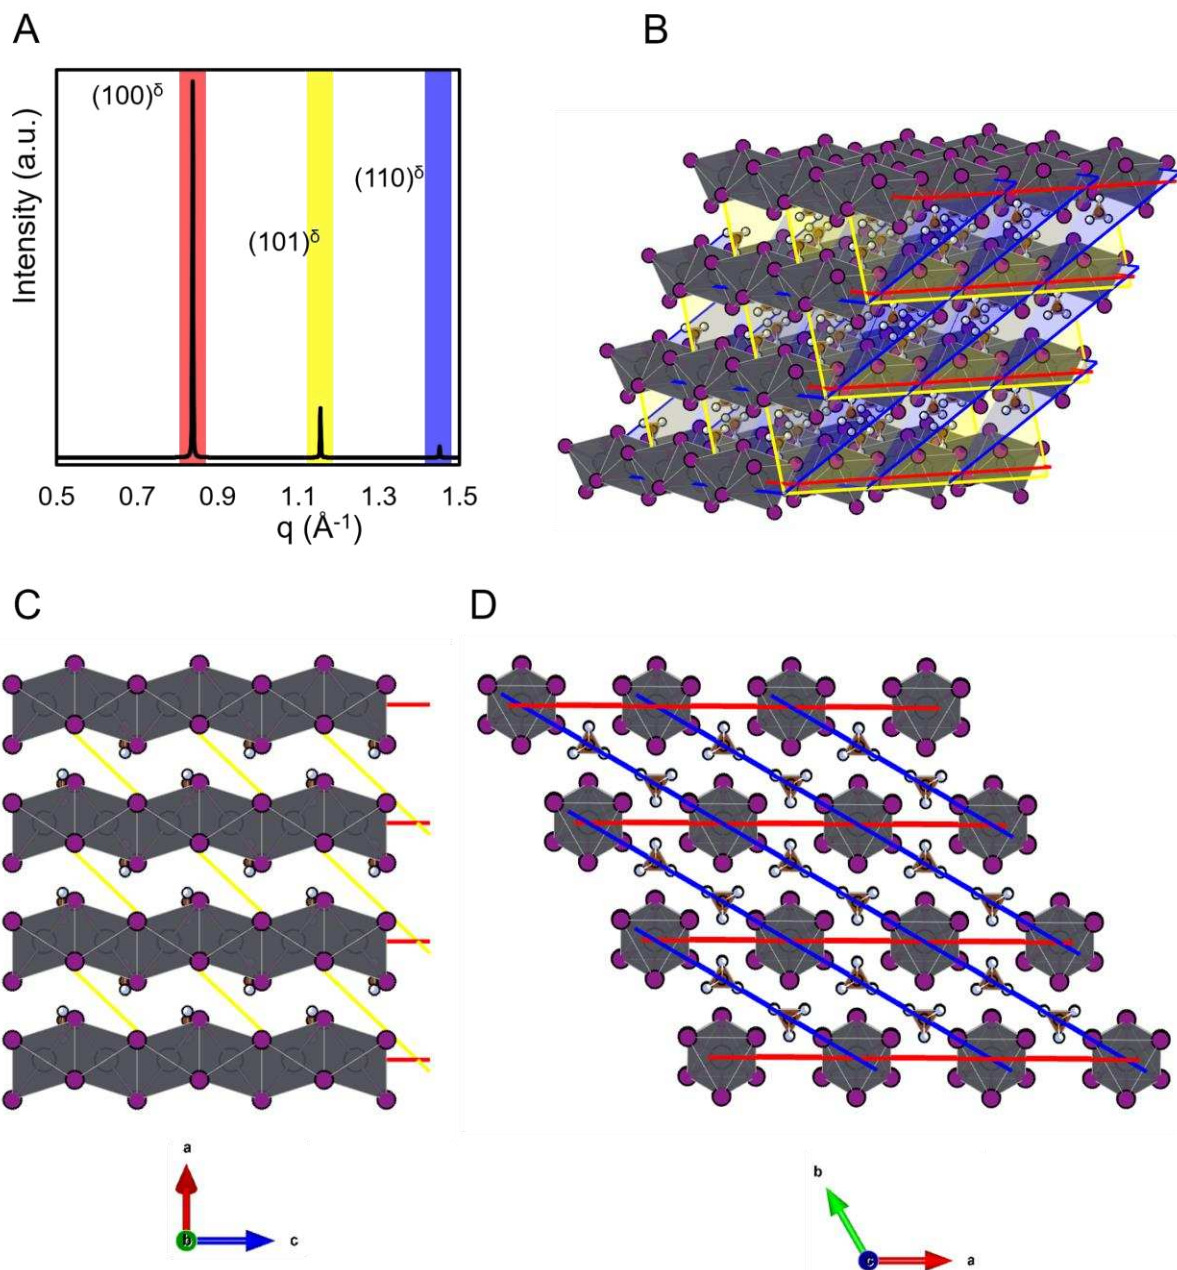 A
B
(100)δ
(110)δ
(101)δ
Intensity (a.u.)
0.5 0.7 0.9 1.1 1.3 1.5
q (Å-1)
C
D
a
b
c
b
c
a